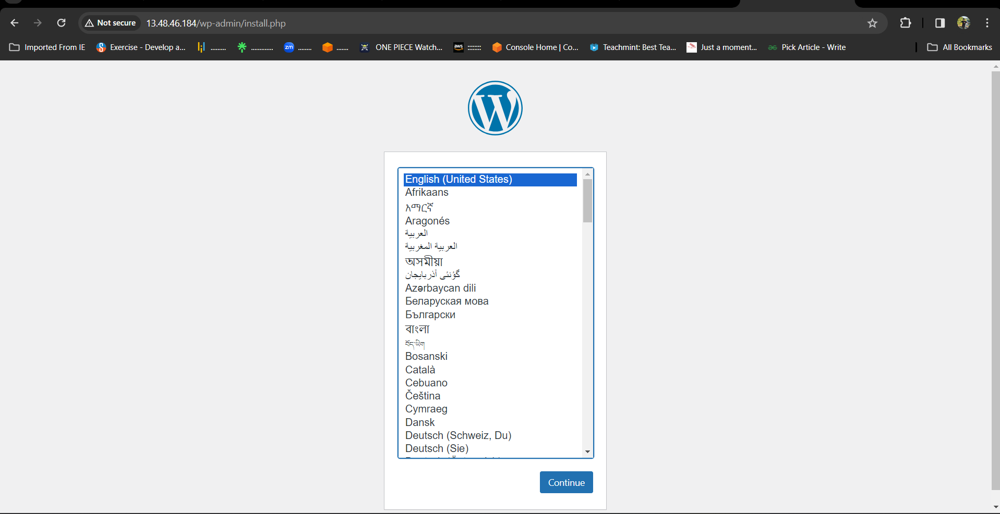 Not secure 13.48.46.184/wp-admin/install.php
Imported From IE Exercise - Develop a... ......... ............. zm ........ ....... ONE PIECE Watch... aws :::::::: Console Home | Co... Teachmint: Best Tea... Just a moment... Pick Article - Write All Bookmarks
W
English (United States)
Afrikaans
አማርኛ
Aragonés
العربية
العربية المغربية
অসমীয়া
گؤنئی آذربایجان
Azərbaycan dili
Беларуская мова
Български
বাংলা
བོད་ཡིག
Bosanski
Català
Cebuano
Čeština
Cymraeg
Dansk
Deutsch (Schweiz, Du)
Deutsch (Sie)
Continue